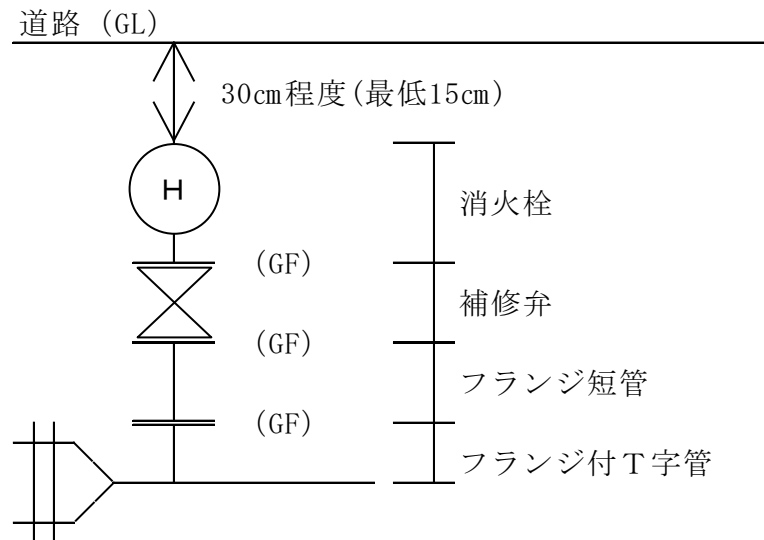 道路 (GL)
30cm程度(最低15cm)
H
消火栓
(GF)
補修弁
(GF)
フランジ短管
(GF)
フランジ付Ｔ字管